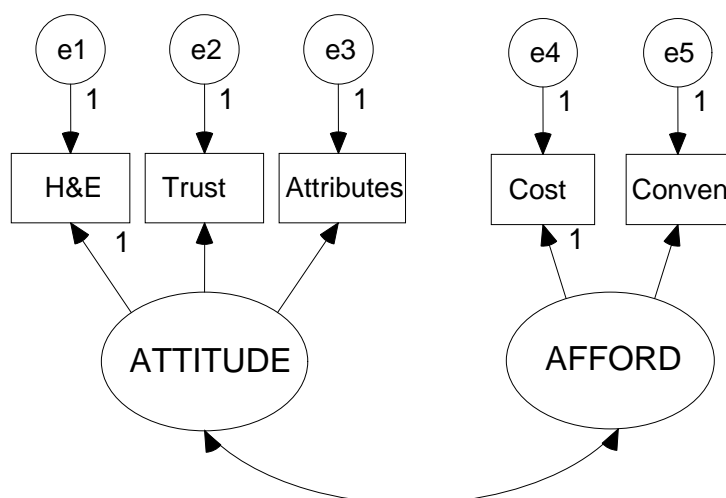 e1 e2 e3 e4 e5
1 1 1 1 1
H&E Trust Attributes Cost Conven
1 1
ATTITUDE AFFORD